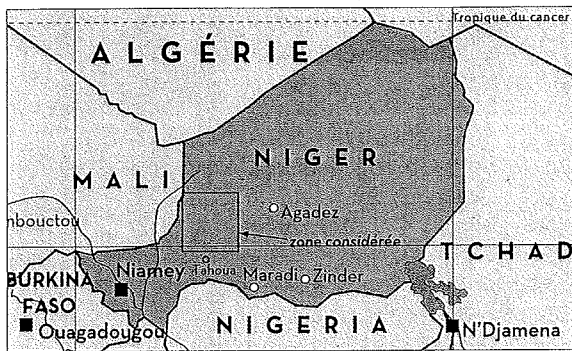 Tropique du cancer
ALGÉRIE
MALI
NIGER
mbouctou
Agadez
zone considérée
TCHAD
BURKINA
FASO
Niamey
Tahoua
Maradi
Zinder
Ouagadougou
NIGERIA
N'Djamena